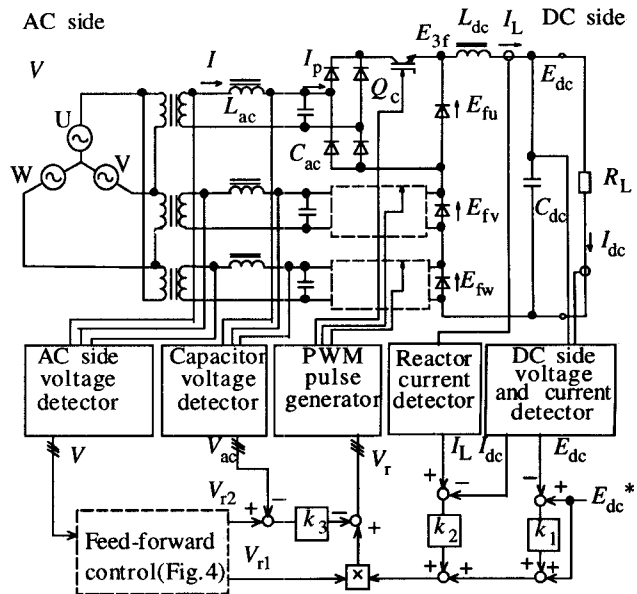 AC side
DC side
V
I
I_p
E_3f
L_dc
I_L
E_dc
U
W
V
L_ac
Q_c
C_ac
E_fu
E_fv
E_fw
C_dc
R_L
I_dc
AC side
voltage
detector
Capacitor
voltage
detector
PWM
pulse
generator
Reactor
current
detector
DC side
voltage
and current
detector
V
V_ac
V_r
I_L
I_dc
E_dc
+
−
−
+
E_dc*
V_r2
+
−
k_3
−
+
k_2
k_1
Feed-forward
control(Fig. 4)
V_r1
×
+
+
+
+